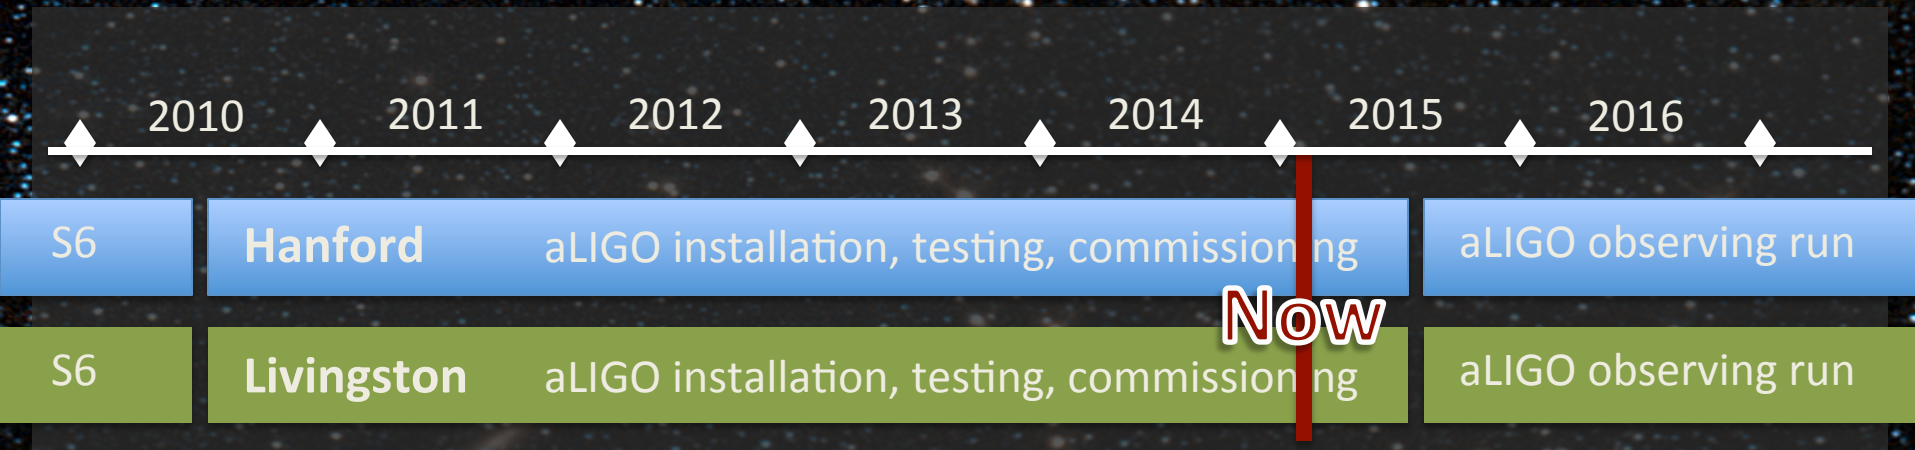 2010 2011 2012 2013 2014 2015 2016
S6 Hanford aLIGO installation, testing, commissioning aLIGO observing run
Now
S6 Livingston aLIGO installation, testing, commissioning aLIGO observing run